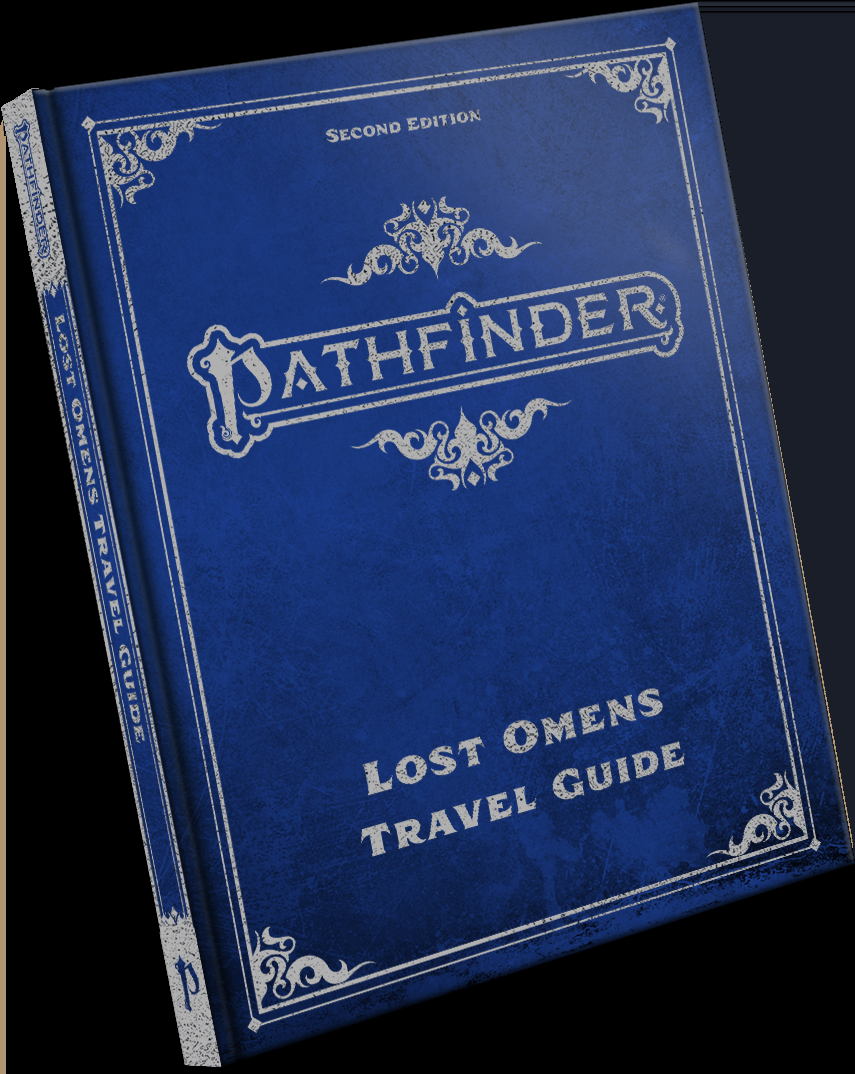 SECOND EDITION
PATHFINDER®
LOST OMENS
TRAVEL GUIDE
PATHFINDER
LOST OMENS TRAVEL GUIDE
P